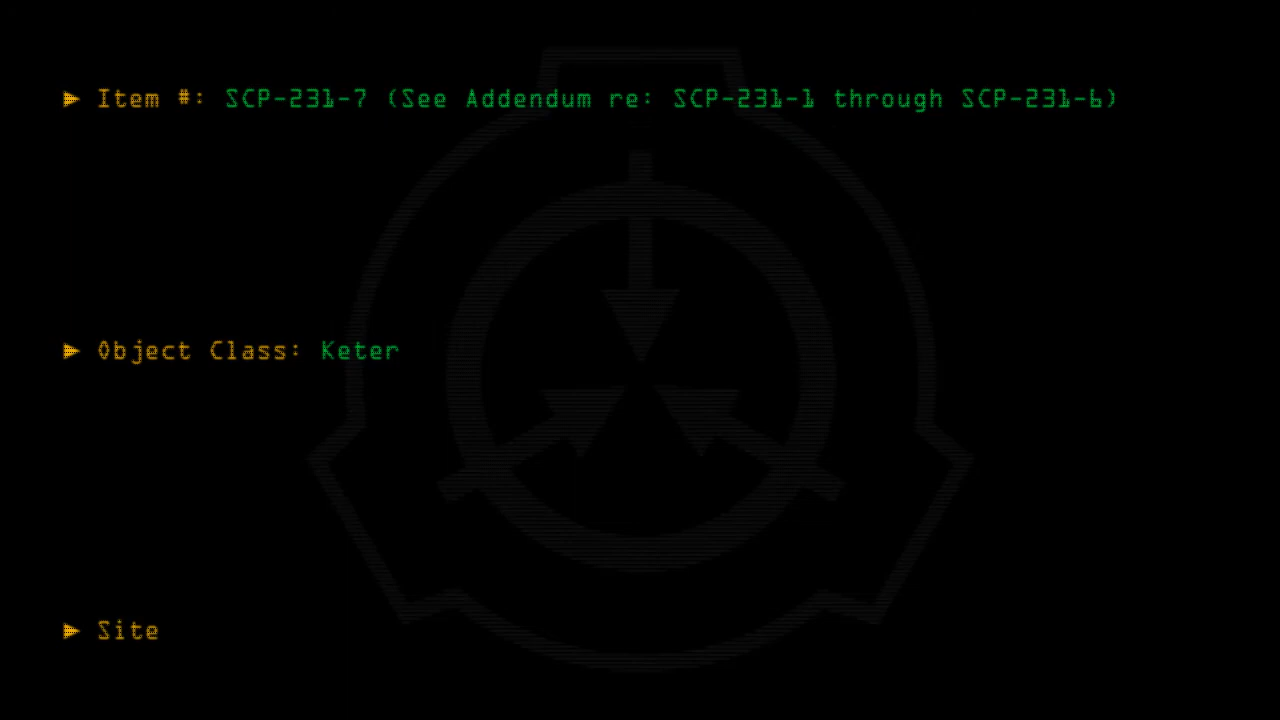 ► Item #: SCP-231-7 (See Addendum re: SCP-231-1 through SCP-231-6)
► Object Class: Keter
► Site